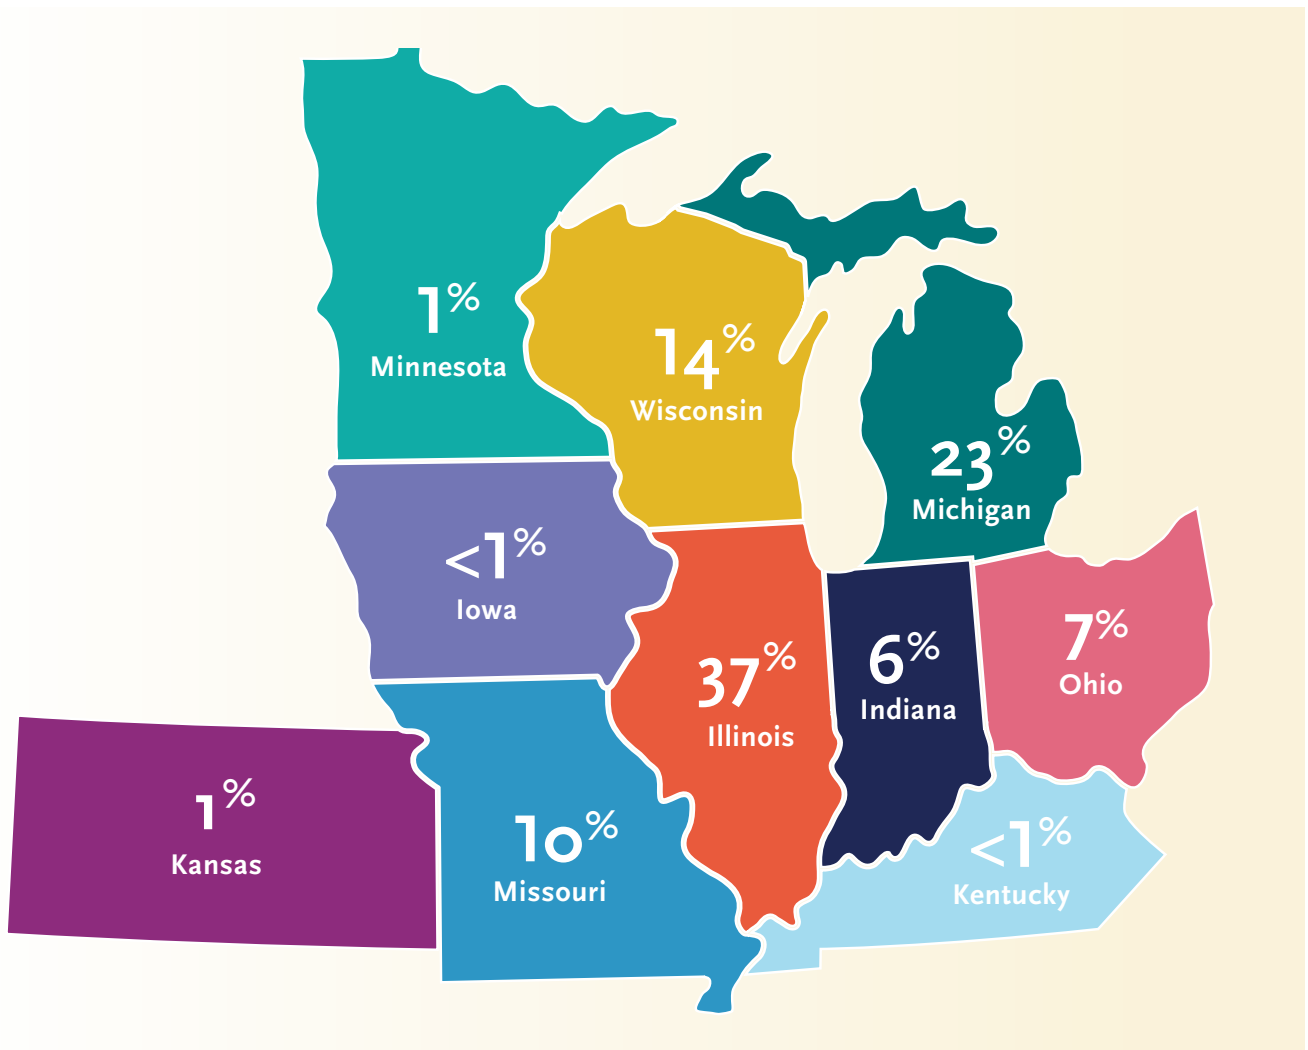 1%
Minnesota
14%
Wisconsin
23%
Michigan
<1%
Iowa
37%
Illinois
6%
Indiana
7%
Ohio
1%
Kansas
10%
Missouri
<1%
Kentucky